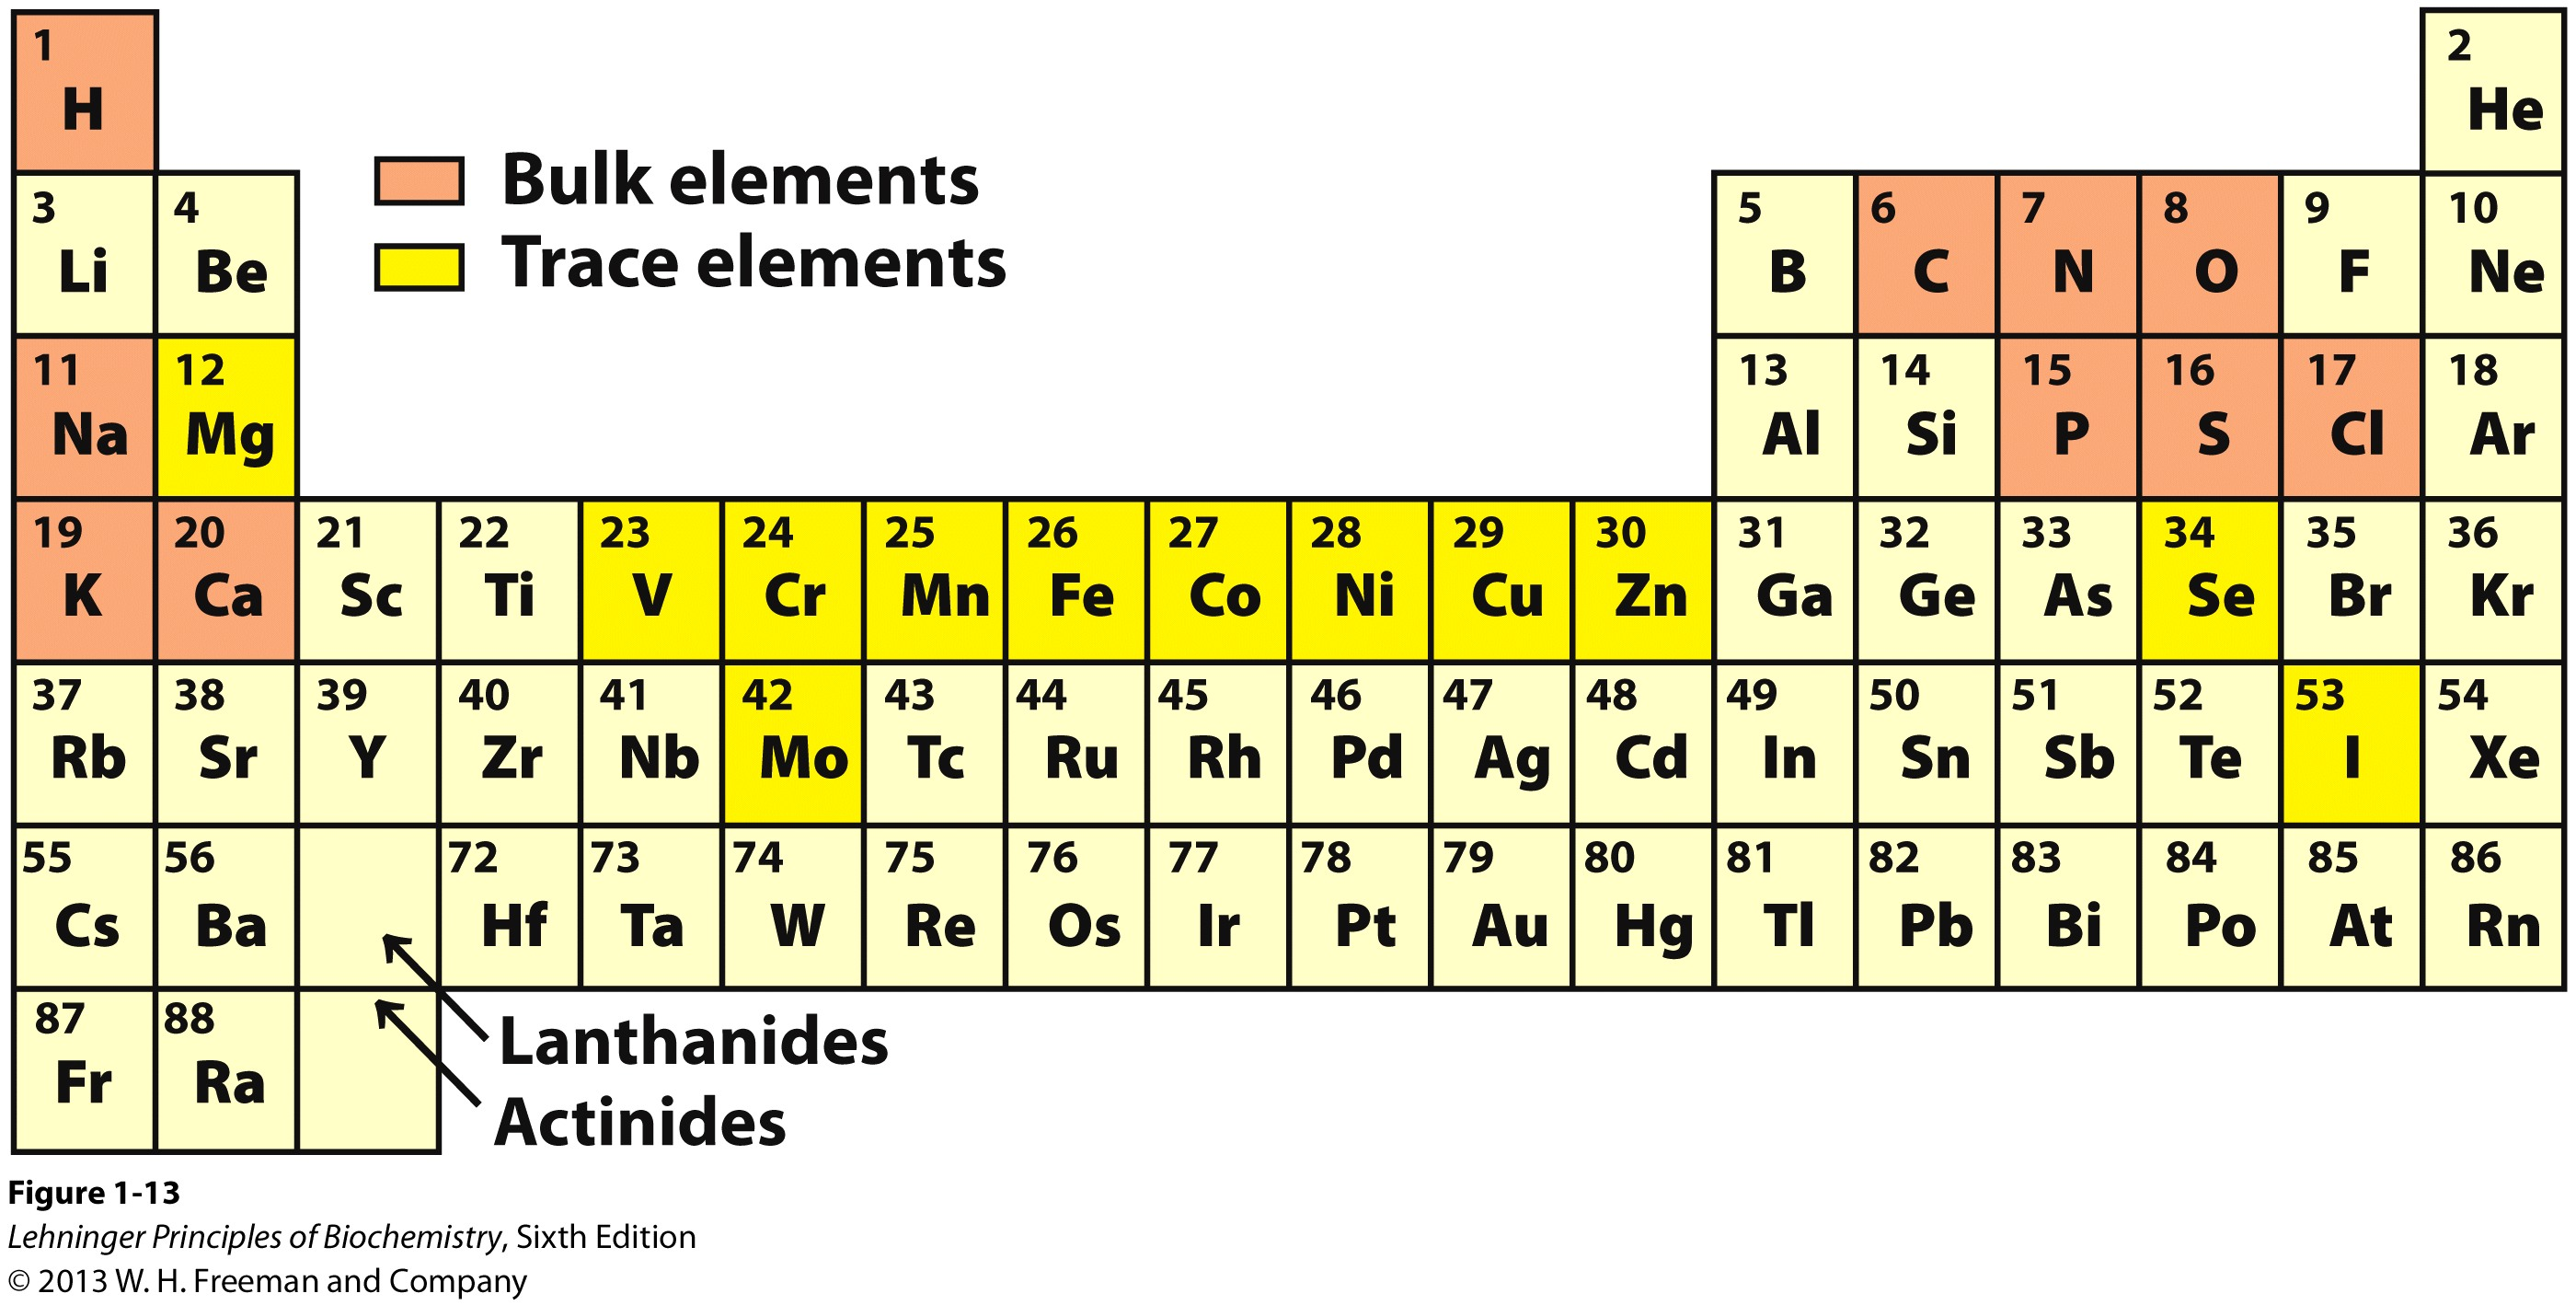 1 2
H He
Bulk elements
Trace elements
3 4 5 6 7 8 9 10
Li Be B C N O F Ne
11 12 13 14 15 16 17 18
Na Mg Al Si P S Cl Ar
19 20 21 22 23 24 25 26 27 28 29 30 31 32 33 34 35 36
K Ca Sc Ti V Cr Mn Fe Co Ni Cu Zn Ga Ge As Se Br Kr
37 38 39 40 41 42 43 44 45 46 47 48 49 50 51 52 53 54
Rb Sr Y Zr Nb Mo Tc Ru Rh Pd Ag Cd In Sn Sb Te I Xe
55 56 72 73 74 75 76 77 78 79 80 81 82 83 84 85 86
Cs Ba Hf Ta W Re Os Ir Pt Au Hg Tl Pb Bi Po At Rn
87 88
Fr Ra
Lanthanides
Actinides
Figure 1-13
Lehninger Principles of Biochemistry, Sixth Edition
© 2013 W. H. Freeman and Company